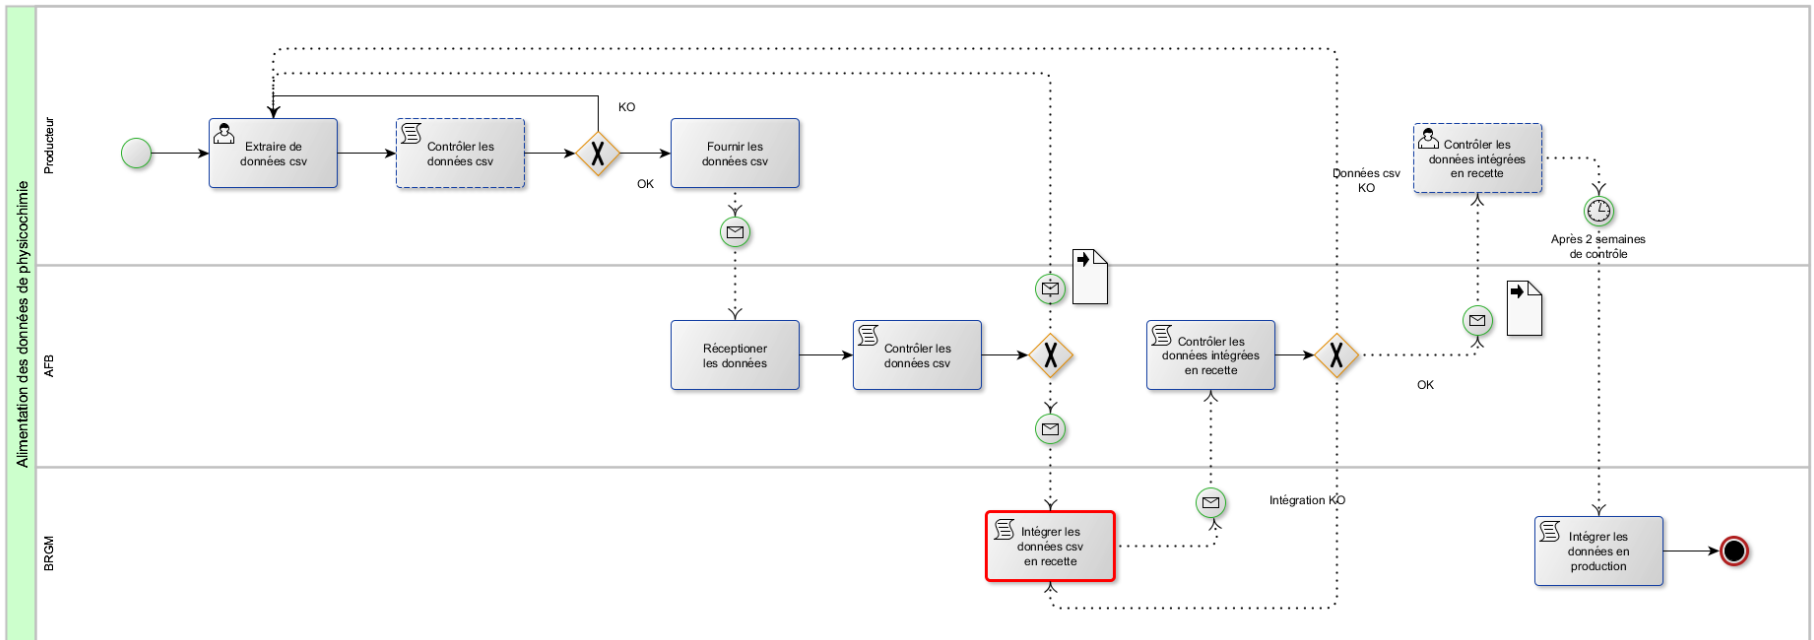 Alimentation des données de physicochimie
Producteur
Extraire de
données csv
Contrôler les
données csv
KO
OK
Fournir les
données csv
Données csv
KO
Contrôler les
données intégrées
en recette
Après 2 semaines
de contrôle
AFB
Réceptioner
les données
Contrôler les
données csv
Contrôler les
données intégrées
en recette
OK
BRGM
Intégrer les
données csv
en recette
Intégration KO
Intégrer les
données en
production